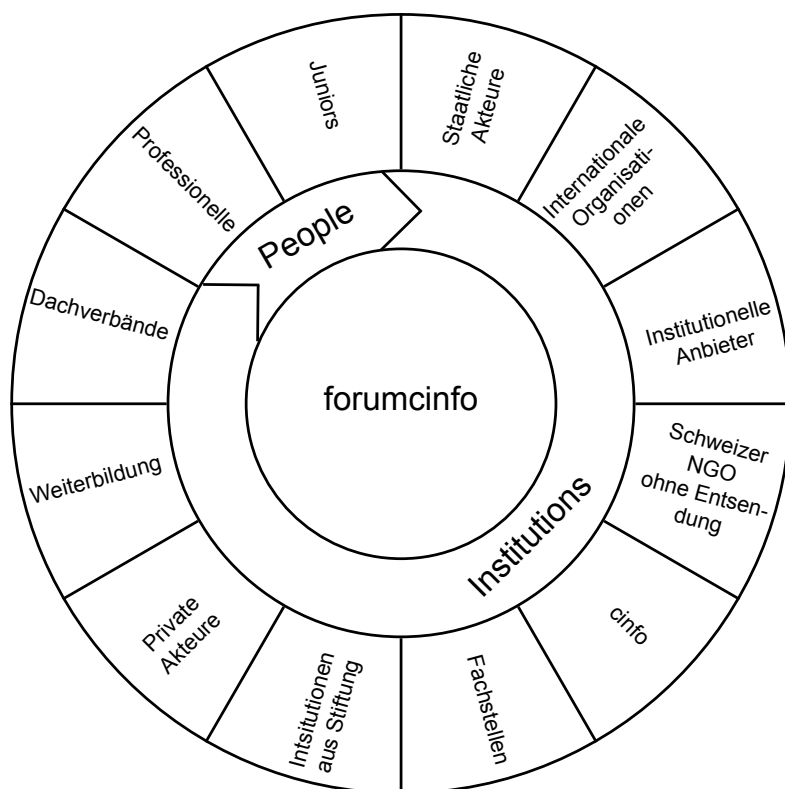 Juniors
Staatliche
Akteure
Internationale
Organisati-
onen
Institutionelle
Anbieter
Schweizer
NGO
ohne Entsen-
dung
cinfo
Fachstellen
Intsitutionen
aus Stiftung
Private
Akteure
Weiterbildung
Dachverbände
Professionelle
People
Institutions
forumcinfo